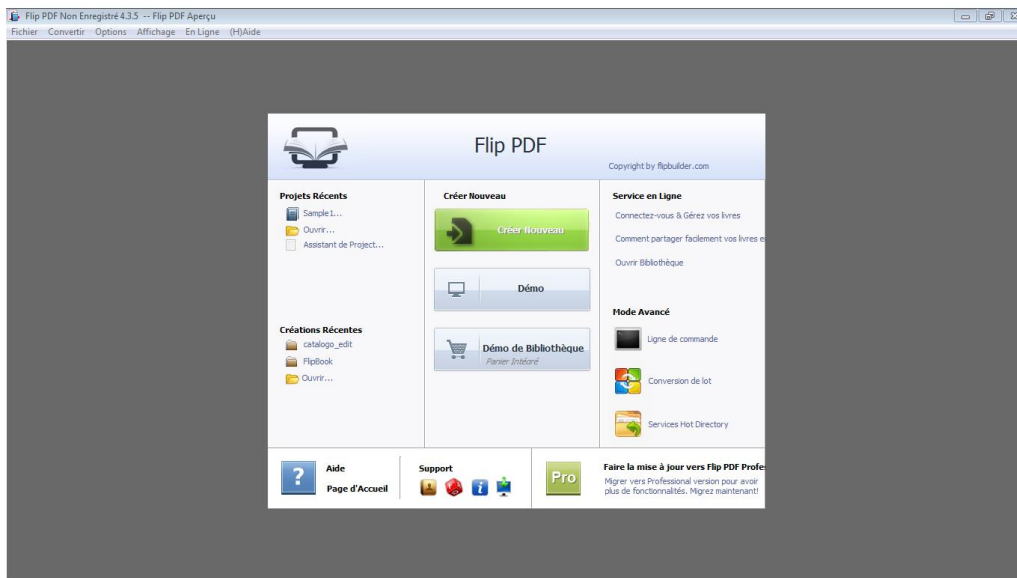 Flip PDF Non Enregistré 4.3.5 -- Flip PDF Aperçu
Fichier Convertir Options Affichage En Ligne (H)Aide
Flip PDF
Copyright by flipbuilder.com
Projets Récents
Sample1...
Ouvrir...
Assistant de Project...
Créations Récentes
catalogo_edit
FlipBook
Ouvrir...
Créer Nouveau
Créer Nouveau
Démo
Démo de Bibliothèque
Panier Intégré
Service en Ligne
Connectez-vous & Gérez vos livres
Comment partager facilement vos livres e
Ouvrir Bibliothèque
Mode Avancé
Ligne de commande
Conversion de lot
Services Hot Directory
?
Aide
Page d'Accueil
Support
Pro
Faire la mise à jour vers Flip PDF Profe
Migrer vers Professional version pour avoir
plus de fonctionnalités. Migrez maintenant!